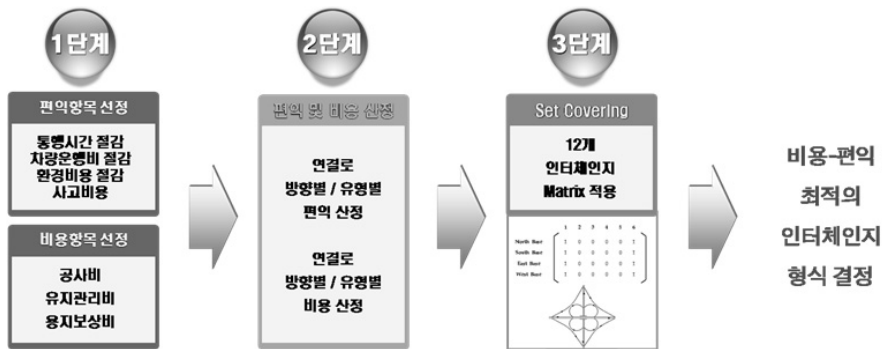 1단계
편익항목 선정
통행시간 절감
차량운행비 절감
환경비용 절감
사고비용
비용항목 선정
공사비
유지관리비
용지보상비
2단계
편익 및 비용 산정
연결로
방향별 / 유형별
편익 산정
연결로
방향별 / 유형별
비용 산정
3단계
Set Covering
12개
인터체인지
Matrix 적용
1 2 3 4 5 6
North Bast
South Bast
East Bast
West Bast
비용-편익
최적의
인터체인지
형식 결정